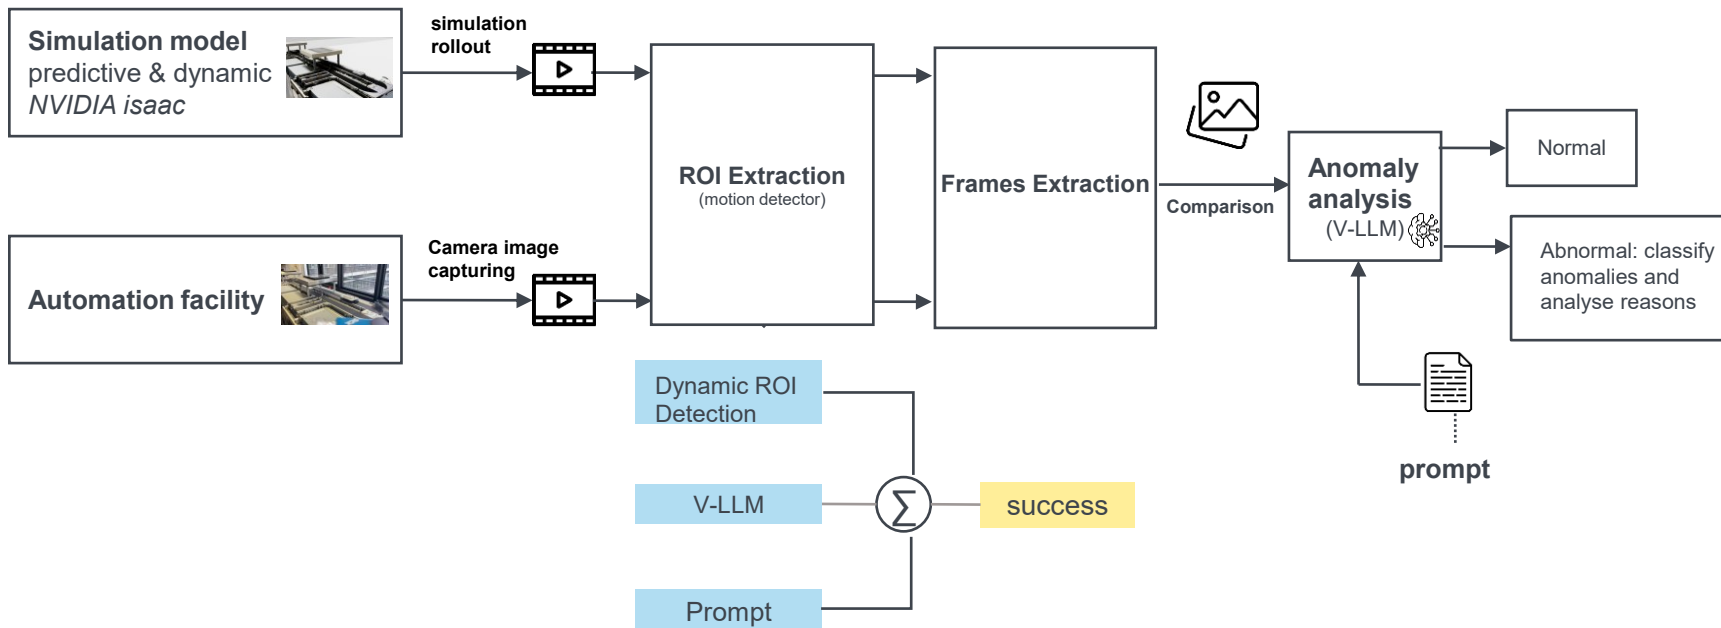 Simulation model
predictive & dynamic
NVIDIA isaac
simulation
rollout
ROI Extraction
(motion detector)
Frames Extraction
Comparison
Anomaly
analysis
(V-LLM)
Normal
Abnormal: classify
anomalies and
analyse reasons
Automation facility
Camera image
capturing
prompt
Dynamic ROI
Detection
V-LLM
∑
success
Prompt